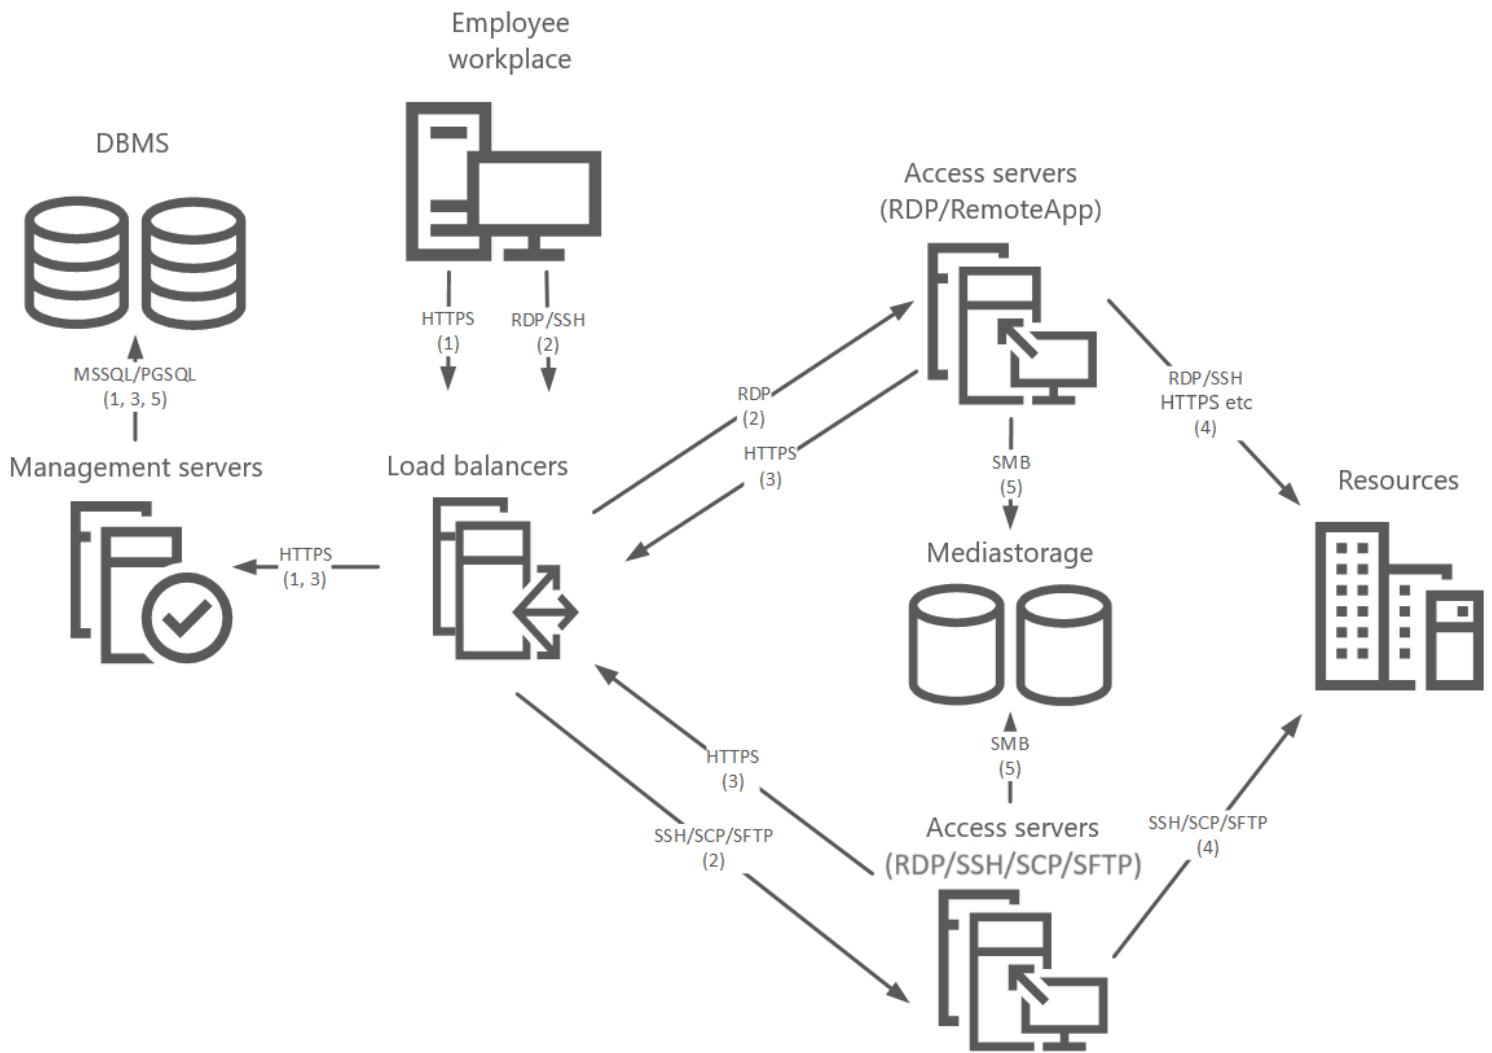 Employee
workplace
DBMS
Access servers
(RDP/RemoteApp)
HTTPS
(1)
RDP/SSH
(2)
MSSQL/PGSQL
(1, 3, 5)
RDP
(2)
RDP/SSH
HTTPS etc
(4)
HTTPS
(3)
SMB
(5)
Management servers
Load balancers
Resources
HTTPS
(1, 3)
Mediastorage
SMB
(5)
HTTPS
(3)
SSH/SCP/SFTP
(2)
Access servers
(RDP/SSH/SCP/SFTP)
SSH/SCP/SFTP
(4)